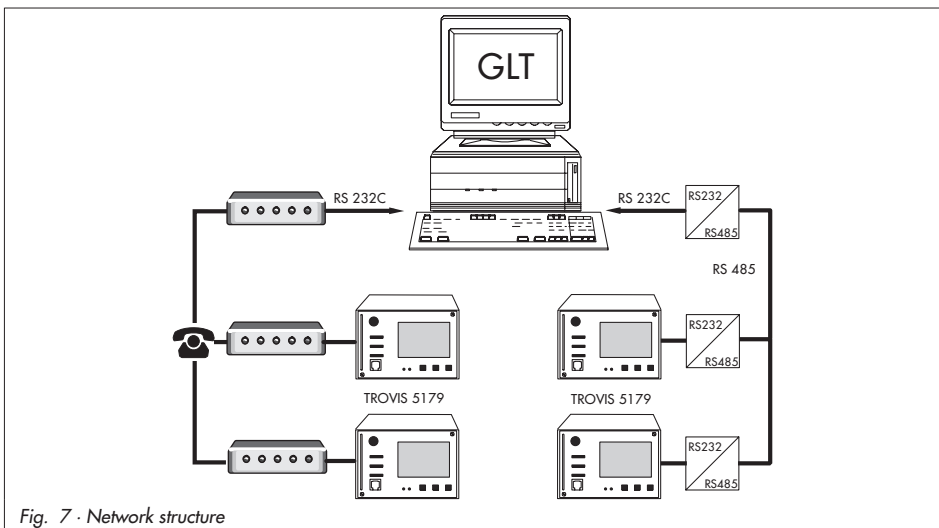 GLT
RS 232C
RS 232C
RS232
RS485
RS 485
RS232
RS485
TROVIS 5179
TROVIS 5179
RS232
RS485
Fig. 7 · Network structure